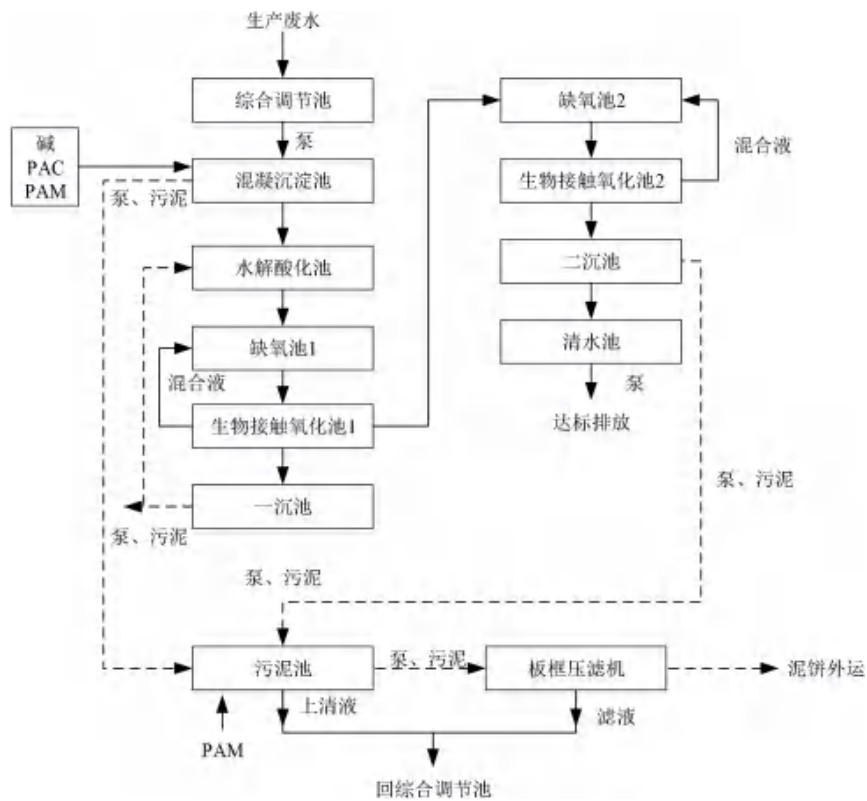 生产废水
综合调节池
泵
碱
PAC
PAM
混凝沉淀池
泵、污泥
水解酸化池
缺氧池1
混合液
生物接触氧化池1
一沉池
泵、污泥
缺氧池2
混合液
生物接触氧化池2
二沉池
清水池
泵
达标排放
泵、污泥
泵、污泥
污泥池
泵、污泥
板框压滤机
泥饼外运
上清液
滤液
PAM
回综合调节池